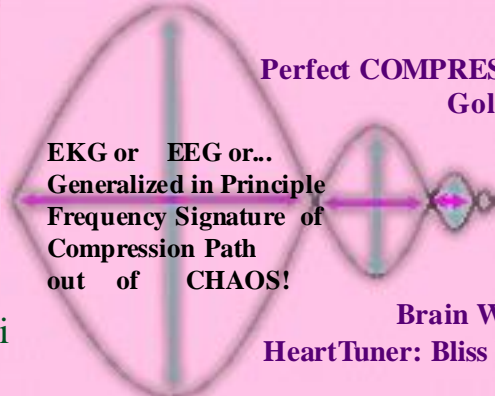 Perfect COMPRES
Gol
EKG or EEG or...
Generalized in Principle
Frequency Signature of
Compression Path
out of CHAOS!
i
Brain W
HeartTuner: Bliss